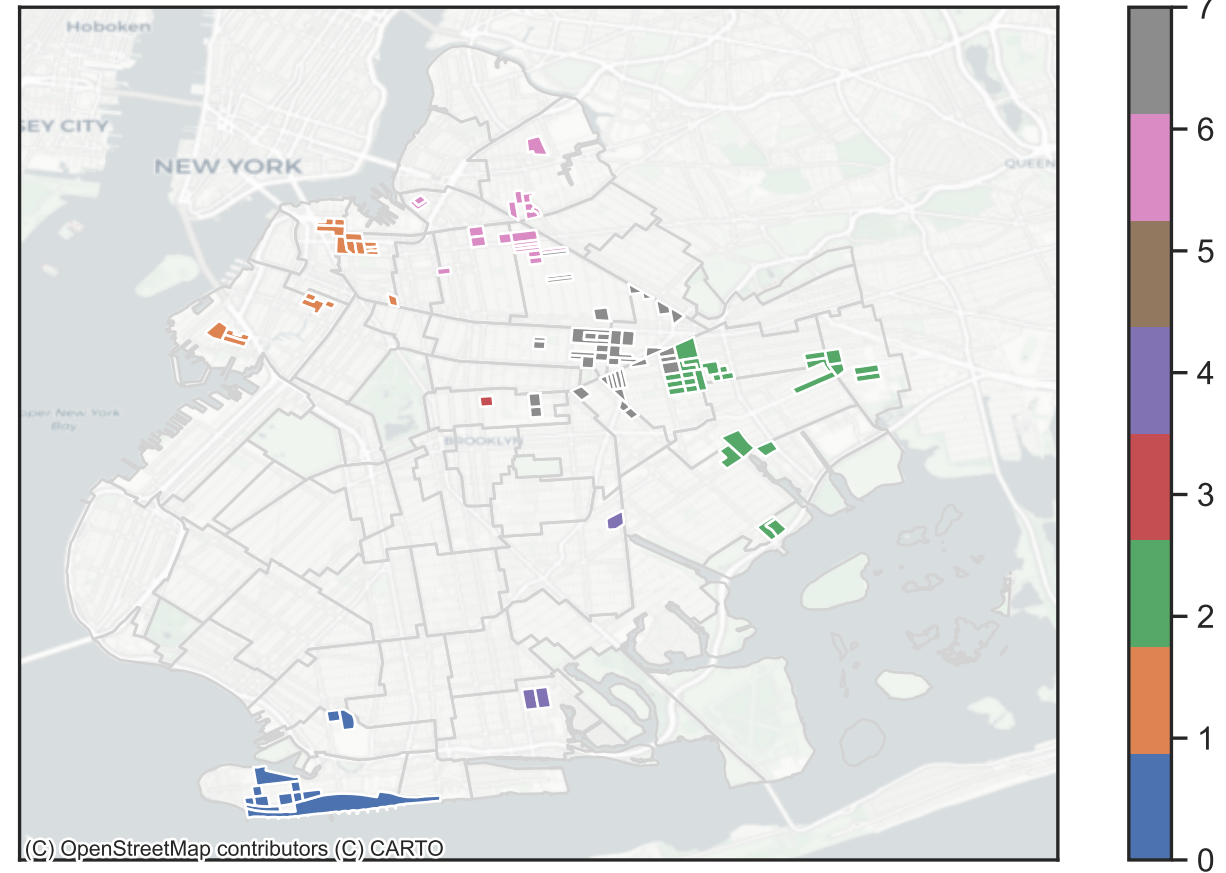 Hoboken
SEY CITY
NEW YORK
QUEEN
pper New York
Bay
BROOKLYN
(C) OpenStreetMap contributors (C) CARTO
7
6
5
4
3
2
1
0